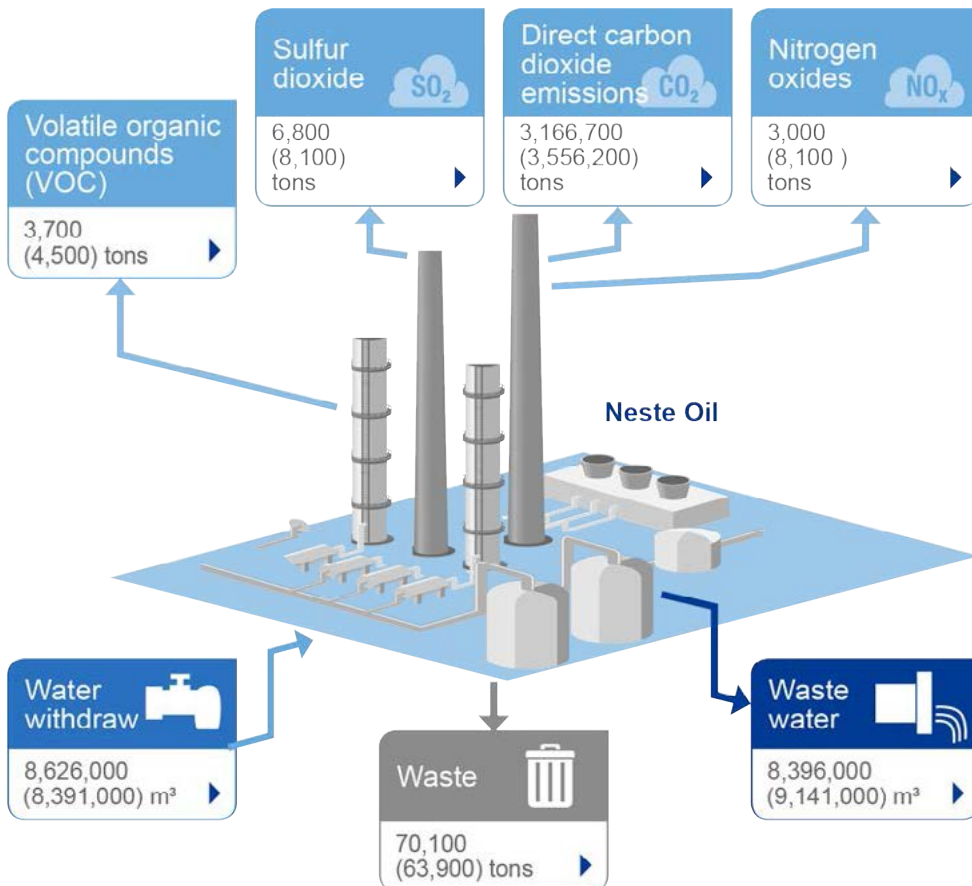 Sulfur
dioxide
SO₂
6,800
(8,100)
tons
Direct carbon
dioxide
emissions
CO₂
3,166,700
(3,556,200)
tons
Nitrogen
oxides
NOₓ
3,000
(8,100 )
tons
Volatile organic
compounds
(VOC)
3,700
(4,500) tons
Neste Oil
Water
withdraw
8,626,000
(8,391,000) m³
Waste
70,100
(63,900) tons
Waste
water
8,396,000
(9,141,000) m³